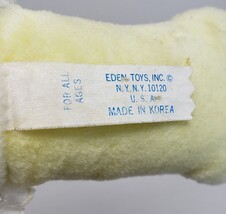 FOR ALL
AGES
EDEN TOYS, INC. ©
N.Y. N.Y. 10120
U. S. A.
MADE IN KOREA